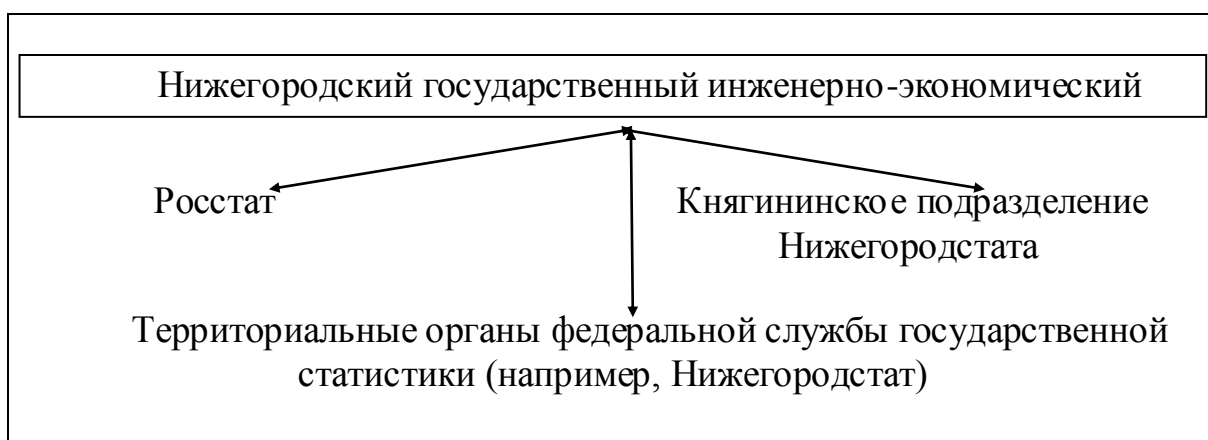 Нижегородский государственный инженерно-экономический
Росстат
Княгининское подразделение
Нижегородстата
Территориальные органы федеральной службы государственной
статистики (например, Нижегородстат)